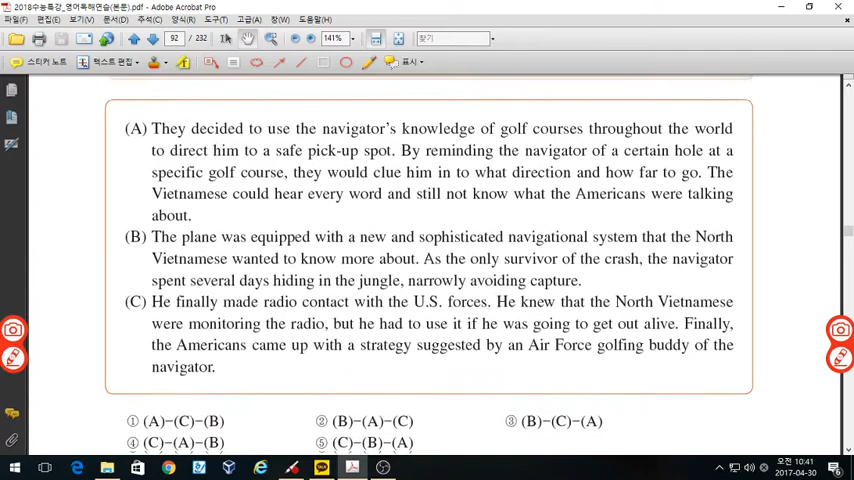 2018수능특강_영어독해연습(본문).pdf - Adobe Acrobat Pro
파일(F) 편집(E) 보기(V) 문서(D) 주석(C) 양식(R) 도구(T) 고급(A) 창(W) 도움말(H)
92 / 232 141% 찾기
스티커 노트 텍스트 편집 표시
(A) They decided to use the navigator's knowledge of golf courses throughout the world
to direct him to a safe pick-up spot. By reminding the navigator of a certain hole at a
specific golf course, they would clue him in to what direction and how far to go. The
Vietnamese could hear every word and still not know what the Americans were talking
about.
(B) The plane was equipped with a new and sophisticated navigational system that the North
Vietnamese wanted to know more about. As the only survivor of the crash, the navigator
spent several days hiding in the jungle, narrowly avoiding capture.
(C) He finally made radio contact with the U.S. forces. He knew that the North Vietnamese
were monitoring the radio, but he had to use it if he was going to get out alive. Finally,
the Americans came up with a strategy suggested by an Air Force golfing buddy of the
navigator.
① (A)-(C)-(B) ② (B)-(A)-(C) ③ (B)-(C)-(A)
④ (C)-(A)-(B) ⑤ (C)-(B)-(A)
오전 10:41
2017-04-30